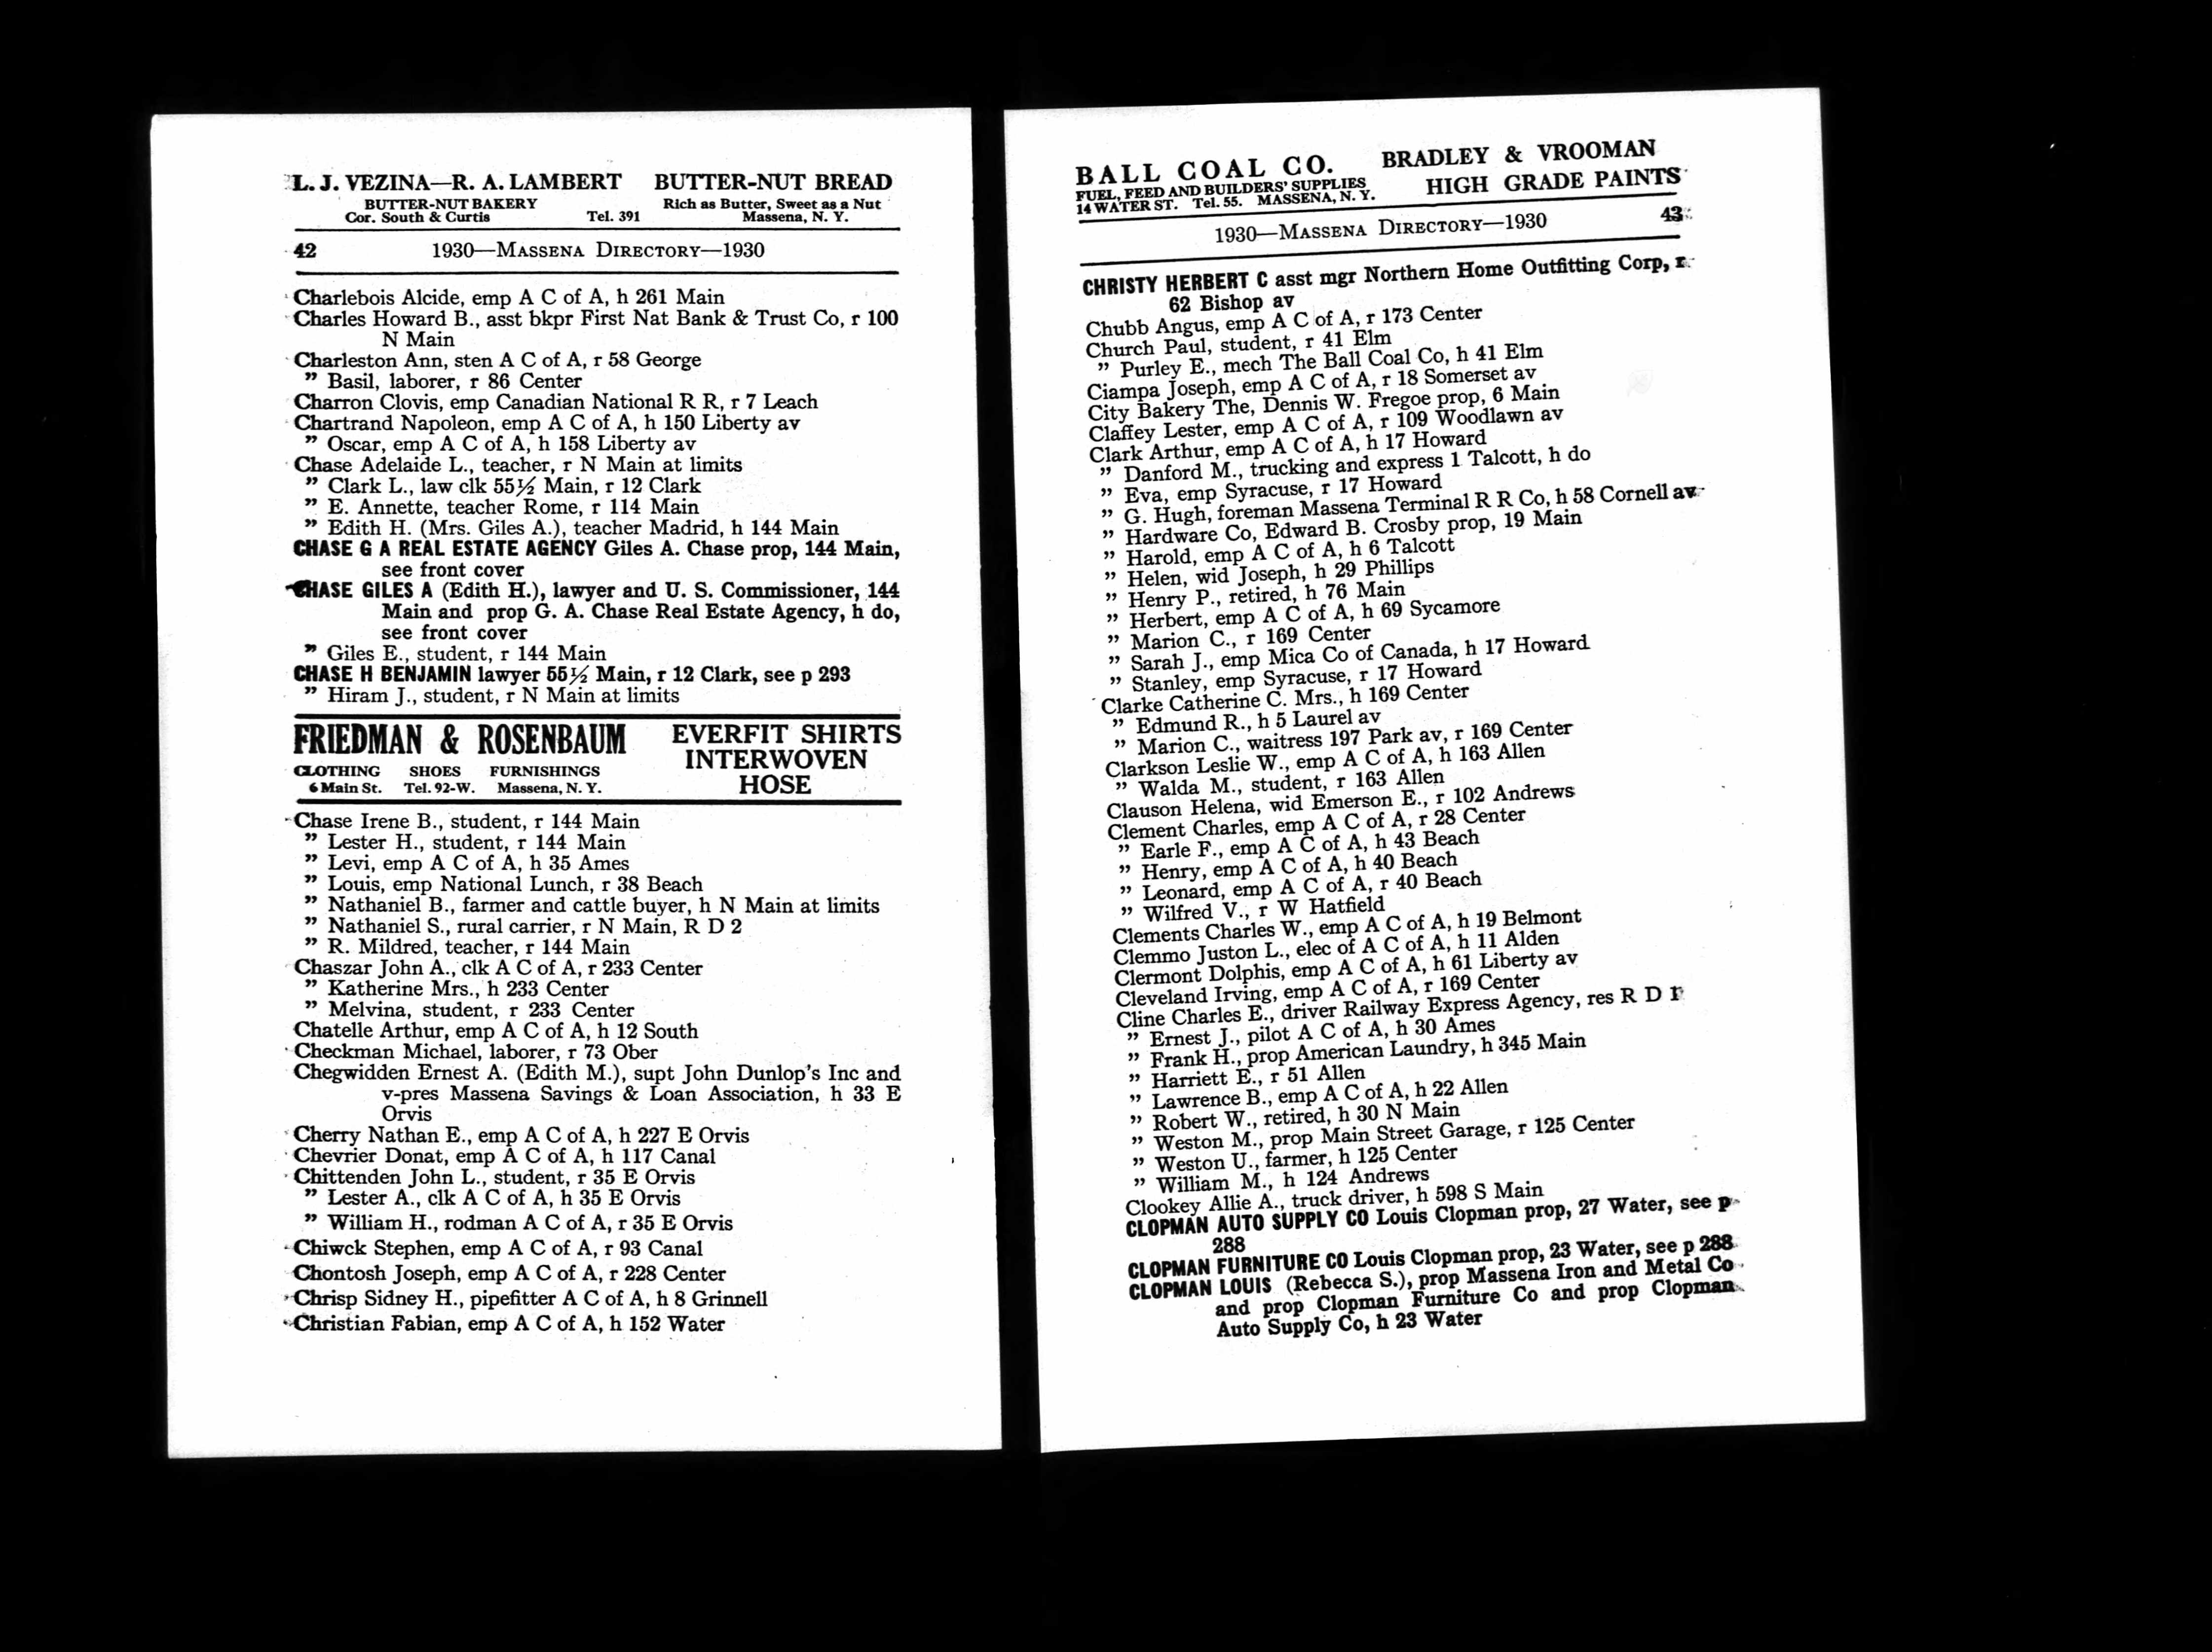 L. J. VEZINA—R. A. LAMBERT BUTTER-NUT BREAD
BUTTER-NUT BAKERY Rich as Butter, Sweet as a Nut
Cor. South & Curtis Tel. 391 Massena, N. Y.
42 1930—MASSENA DIRECTORY—1930
Charlebois Alcide, emp A C of A, h 261 Main
Charles Howard B., asst bkpr First Nat Bank & Trust Co, r 100
N Main
Charleston Ann, sten A C of A, r 58 George
" Basil, laborer, r 86 Center
Charron Clovis, emp Canadian National R R, r 7 Leach
Chartrand Napoleon, emp A C of A, h 150 Liberty av
" Oscar, emp A C of A, h 158 Liberty av
Chase Adelaide L., teacher, r N Main at limits
" Clark L., law clk 55½ Main, r 12 Clark
" E. Annette, teacher Rome, r 114 Main
" Edith H. (Mrs. Giles A.), teacher Madrid, h 144 Main
CHASE G A REAL ESTATE AGENCY Giles A. Chase prop, 144 Main,
see front cover
CHASE GILES A (Edith H.), lawyer and U. S. Commissioner, 144
Main and prop G. A. Chase Real Estate Agency, h do,
see front cover
" Giles E., student, r 144 Main
CHASE H BENJAMIN lawyer 55½ Main, r 12 Clark, see p 293
" Hiram J., student, r N Main at limits
FRIEDMAN & ROSENBAUM EVERFIT SHIRTS
INTERWOVEN
CLOTHING SHOES FURNISHINGS
6 Main St. Tel. 92-W. Massena, N. Y. HOSE
Chase Irene B., student, r 144 Main
" Lester H., student, r 144 Main
" Levi, emp A C of A, h 35 Ames
" Louis, emp National Lunch, r 38 Beach
" Nathaniel B., farmer and cattle buyer, h N Main at limits
" Nathaniel S., rural carrier, r N Main, R D 2
" R. Mildred, teacher, r 144 Main
Chaszar John A., clk A C of A, r 233 Center
" Katherine Mrs., h 233 Center
" Melvina, student, r 233 Center
Chatelle Arthur, emp A C of A, h 12 South
Checkman Michael, laborer, r 73 Ober
Chegwidden Ernest A. (Edith M.), supt John Dunlop's Inc and
v-pres Massena Savings & Loan Association, h 33 E
Orvis
Cherry Nathan E., emp A C of A, h 227 E Orvis
Chevrier Donat, emp A C of A, h 117 Canal
Chittenden John L., student, r 35 E Orvis
" Lester A., clk A C of A, h 35 E Orvis
" William H., rodman A C of A, r 35 E Orvis
Chiwck Stephen, emp A C of A, r 93 Canal
Chontosh Joseph, emp A C of A, r 228 Center
Chrisp Sidney H., pipefitter A C of A, h 8 Grinnell
Christian Fabian, emp A C of A, h 152 Water
BALL COAL CO. BRADLEY & VROOMAN
FUEL, FEED AND BUILDERS' SUPPLIES HIGH GRADE PAINTS
14 WATER ST. Tel. 55. MASSENA, N. Y.
1930—MASSENA DIRECTORY—1930 43
CHRISTY HERBERT C asst mgr Northern Home Outfitting Corp, r
62 Bishop av
Chubb Angus, emp A C of A, r 173 Center
Church Paul, student, r 41 Elm
" Purley E., mech The Ball Coal Co, h 41 Elm
Ciampa Joseph, emp A C of A, r 18 Somerset av
City Bakery The, Dennis W. Fregoe prop, 6 Main
Claffey Lester, emp A C of A, r 109 Woodlawn av
Clark Arthur, emp A C of A, h 17 Howard
" Danford M., trucking and express 1 Talcott, h do
" Eva, emp Syracuse, r 17 Howard
" G. Hugh, foreman Massena Terminal R R Co, h 58 Cornell av
" Hardware Co, Edward B. Crosby prop, 19 Main
" Harold, emp A C of A, h 6 Talcott
" Helen, wid Joseph, h 29 Phillips
" Henry P., retired, h 76 Main
" Herbert, emp A C of A, h 69 Sycamore
" Marion C., r 169 Center
" Sarah J., emp Mica Co of Canada, h 17 Howard
" Stanley, emp Syracuse, r 17 Howard
Clarke Catherine C. Mrs., h 169 Center
" Edmund R., h 5 Laurel av
" Marion C., waitress 197 Park av, r 169 Center
Clarkson Leslie W., emp A C of A, h 163 Allen
" Walda M., student, r 163 Allen
Clauson Helena, wid Emerson E., r 102 Andrews
Clement Charles, emp A C of A, r 28 Center
" Earle F., emp A C of A, h 43 Beach
" Henry, emp A C of A, h 40 Beach
" Leonard, emp A C of A, r 40 Beach
" Wilfred V., r W Hatfield
Clements Charles W., emp A C of A, h 19 Belmont
Clemmo Juston L., elec of A C of A, h 11 Alden
Clermont Dolphis, emp A C of A, h 61 Liberty av
Cleveland Irving, emp A C of A, r 169 Center
Cline Charles E., driver Railway Express Agency, res R D 1
" Ernest J., pilot A C of A, h 30 Ames
" Frank H., prop American Laundry, h 345 Main
" Harriett E., r 51 Allen
" Lawrence B., emp A C of A, h 22 Allen
" Robert W., retired, h 30 N Main
" Weston M., prop Main Street Garage, r 125 Center
" Weston U., farmer, h 125 Center
" William M., h 124 Andrews
Clookey Allie A., truck driver, h 598 S Main
CLOPMAN AUTO SUPPLY CO Louis Clopman prop, 27 Water, see p
288
CLOPMAN FURNITURE CO Louis Clopman prop, 23 Water, see p 288
CLOPMAN LOUIS (Rebecca S.), prop Massena Iron and Metal Co
and prop Clopman Furniture Co and prop Clopman
Auto Supply Co, h 23 Water